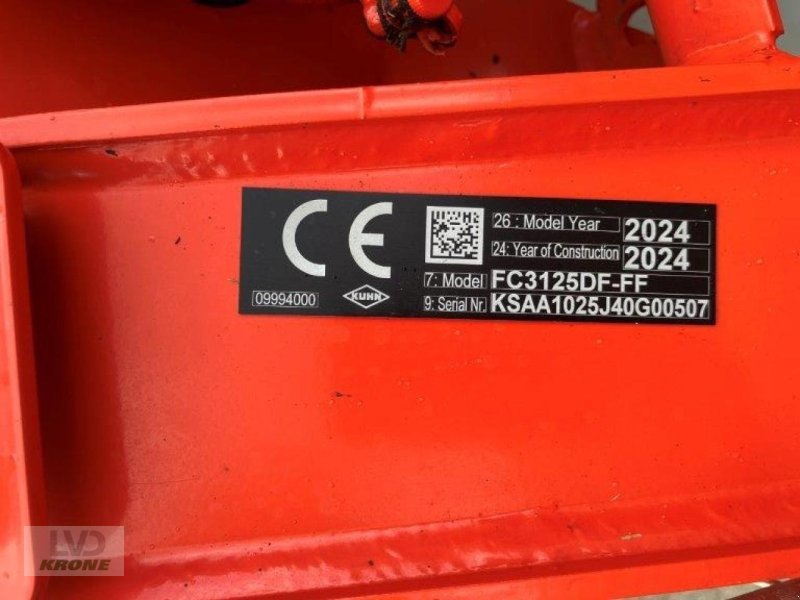 CE
26 : Model Year 2024
24: Year of Construction 2024
7: Model FC3125DF-FF
9: Serial Nr. KSAA1025J40G00507
09994000
KUHN
LVD
KRONE